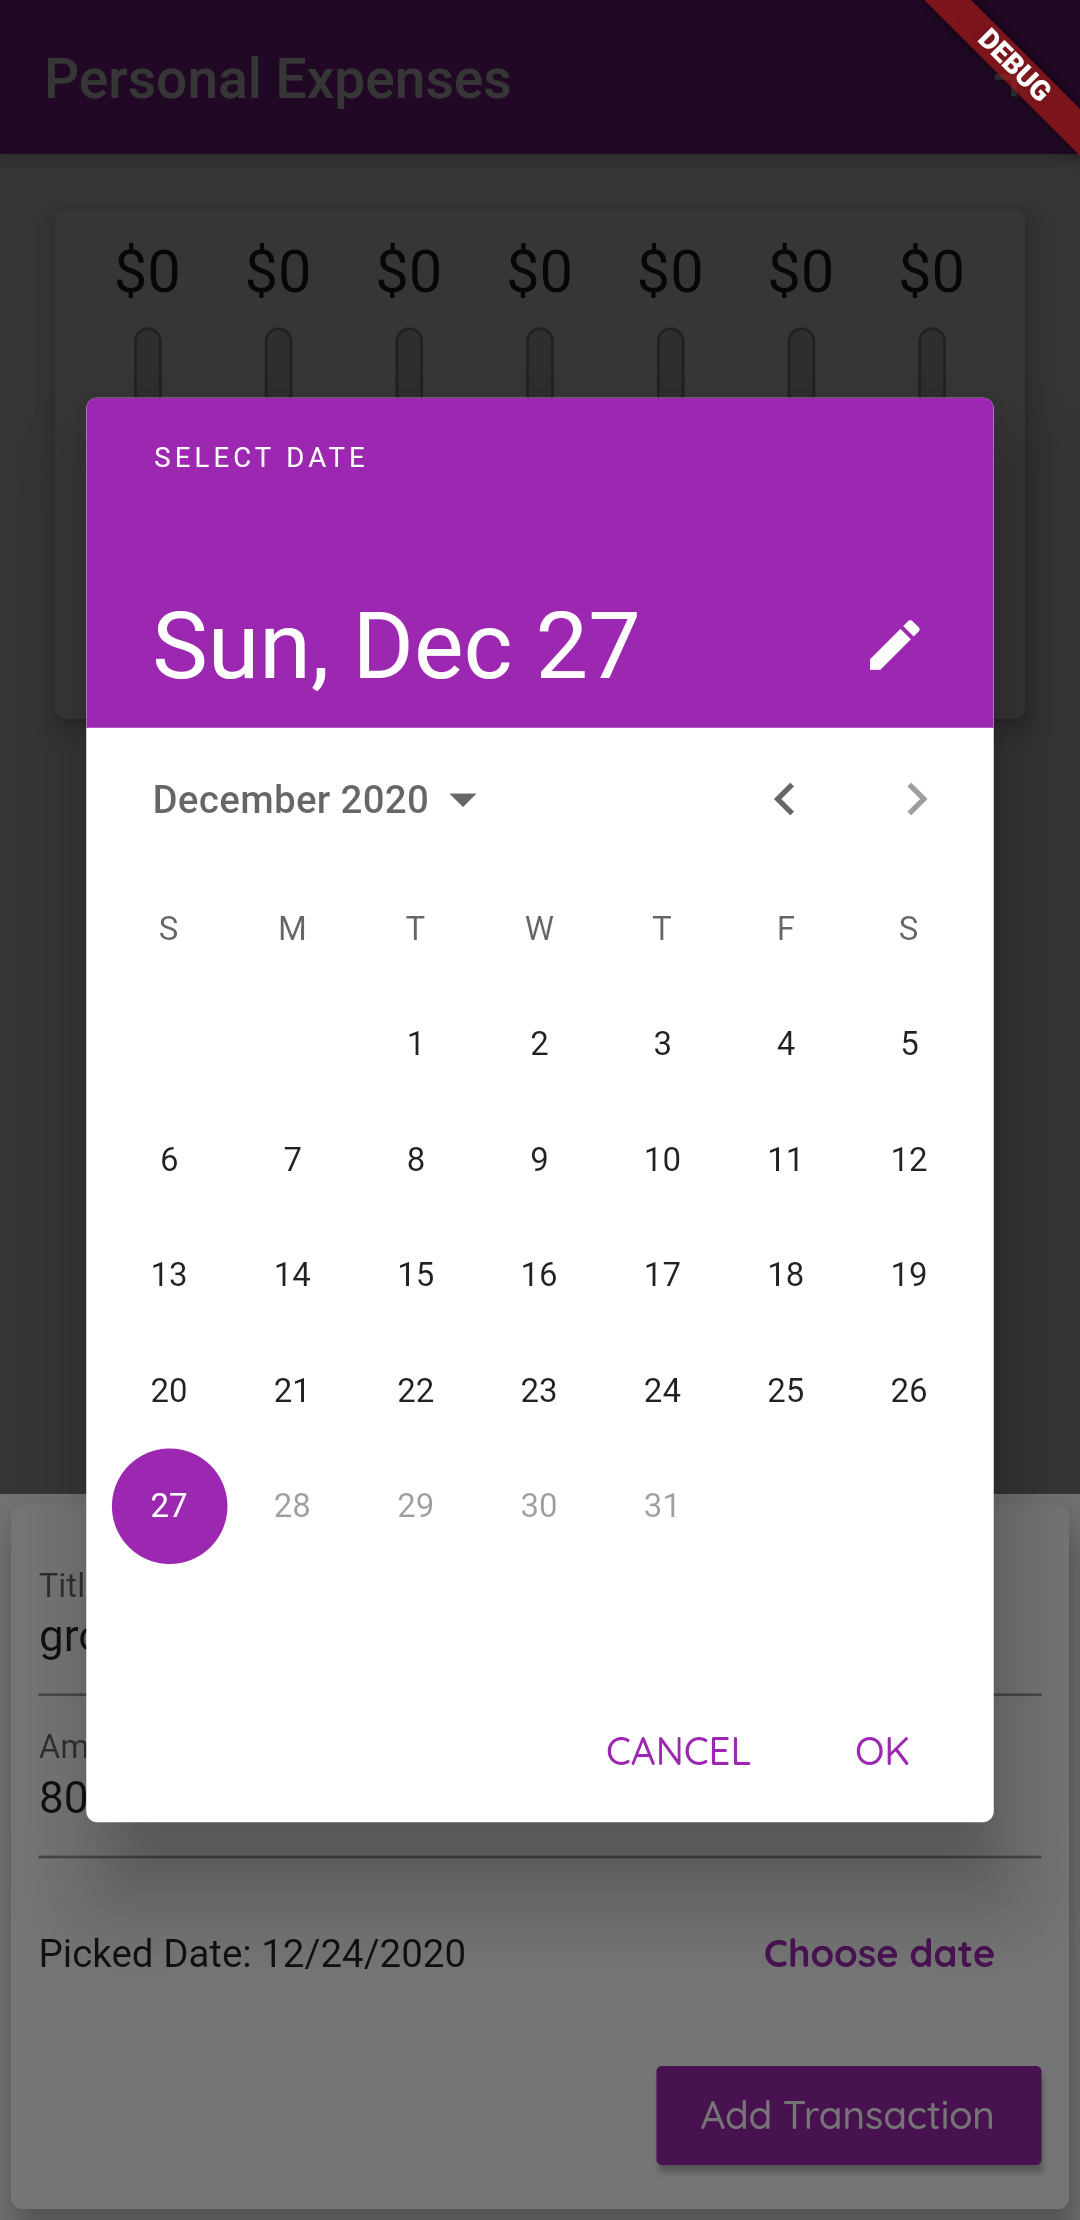 Personal Expenses
DEBUG
$0 $0 $0 $0 $0 $0 $0
SELECT DATE
Sun, Dec 27
December 2020
S M T W T F S
1 2 3 4 5
6 7 8 9 10 11 12
13 14 15 16 17 18 19
20 21 22 23 24 25 26
27 28 29 30 31
CANCEL OK
80
Picked Date: 12/24/2020 Choose date
Add Transaction